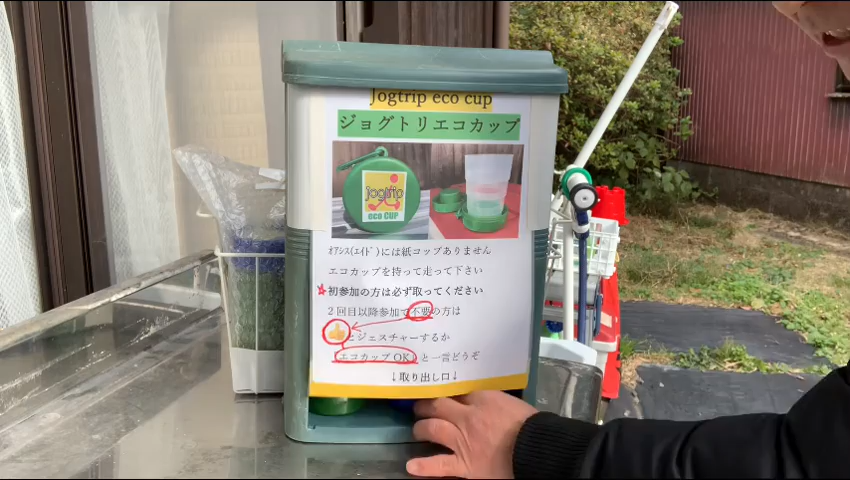 Jogtrip eco cup
ジョグトリエコカップ
jogtrip
eco CUP
ｵｱｼｽ(ｴｲﾄﾞ)には紙コップありません
エコカップを持って走って下さい
☆初参加の方は必ず取ってください
2回目以降参加で不要の方は
👍とジェスチャーするか
「エコカップOK」と一言どうぞ
↓取り出し口↓